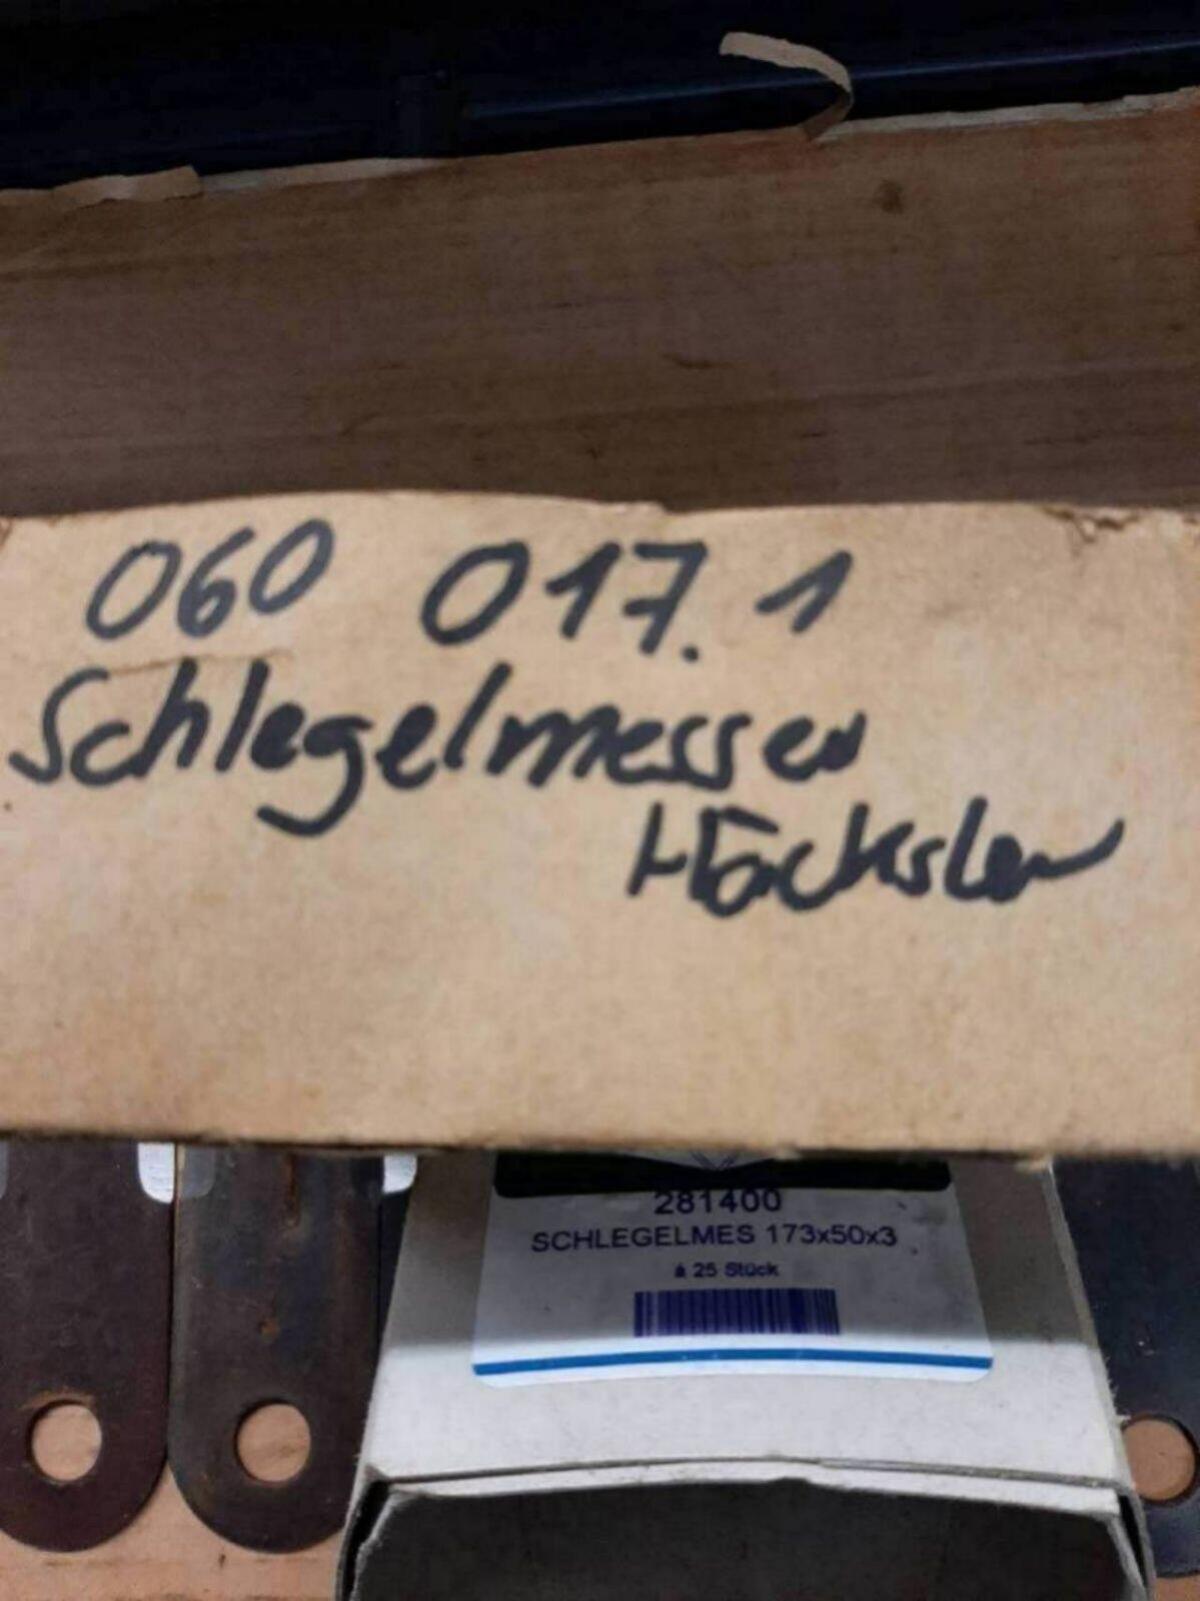 060 017.1
Schlegelmesser
Häcksler
281400
SCHLEGELMES 173x50x3
à 25 Stück